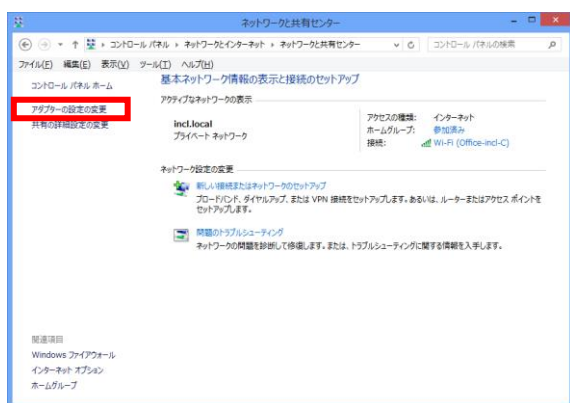 ネットワークと共有センター
コントロール パネル ▸ ネットワークとインターネット ▸ ネットワークと共有センター
コントロール パネルの検索
ファイル(F) 編集(E) 表示(V) ツール(T) ヘルプ(H)
コントロール パネル ホーム
アダプターの設定の変更
共有の詳細設定の変更
基本ネットワーク情報の表示と接続のセットアップ
アクティブなネットワークの表示
incl.local
プライベート ネットワーク
アクセスの種類: インターネット
ホームグループ: 参加済み
接続: Wi-Fi (Office-incl-C)
ネットワーク設定の変更
新しい接続またはネットワークのセットアップ
ブロードバンド、ダイヤルアップ、または VPN 接続をセットアップします。あるいは、ルーターまたはアクセス ポイントを
セットアップします。
問題のトラブルシューティング
ネットワークの問題を診断して修復します。または、トラブルシューティングに関する情報を入手します。
関連項目
Windows ファイアウォール
インターネット オプション
ホームグループ